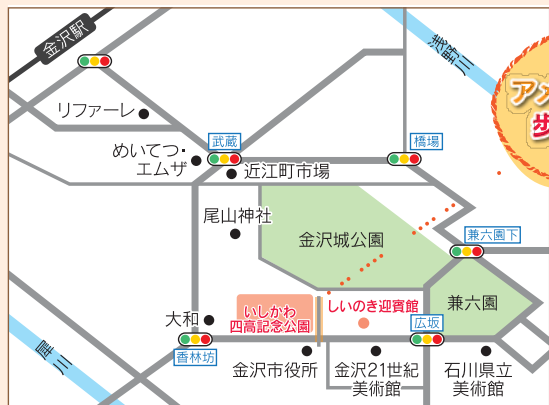 金沢駅
浅野川
アメ
歩
リファーレ
めいてつ・
エムザ
武蔵
近江町市場
橋場
尾山神社
金沢城公園
兼六園下
兼六園
大和
いしかわ
四高記念公園
しいのき迎賓館
広坂
香林坊
金沢市役所
金沢21世紀
美術館
石川県立
美術館
犀川